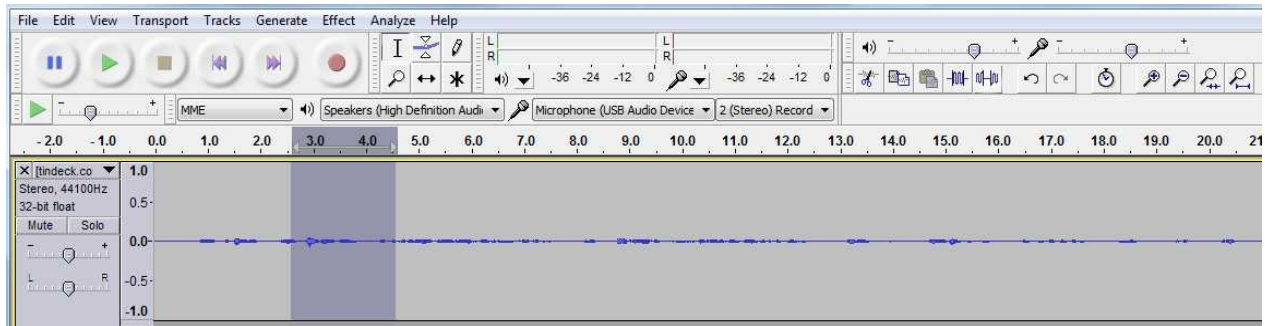 File Edit View Transport Tracks Generate Effect Analyze Help
L
R
L
R
-36 -24 -12 0
-36 -24 -12 0
- +
- +
- +
MME
Speakers (High Definition Audi
Microphone (USB Audio Device
2 (Stereo) Record
-2.0 -1.0 0.0 1.0 2.0 3.0 4.0 5.0 6.0 7.0 8.0 9.0 10.0 11.0 12.0 13.0 14.0 15.0 16.0 17.0 18.0 19.0 20.0 21
X [tindeck.co
Stereo, 44100Hz
32-bit float
Mute Solo
- +
L R
1.0
0.5-
0.0-
-0.5-
-1.0